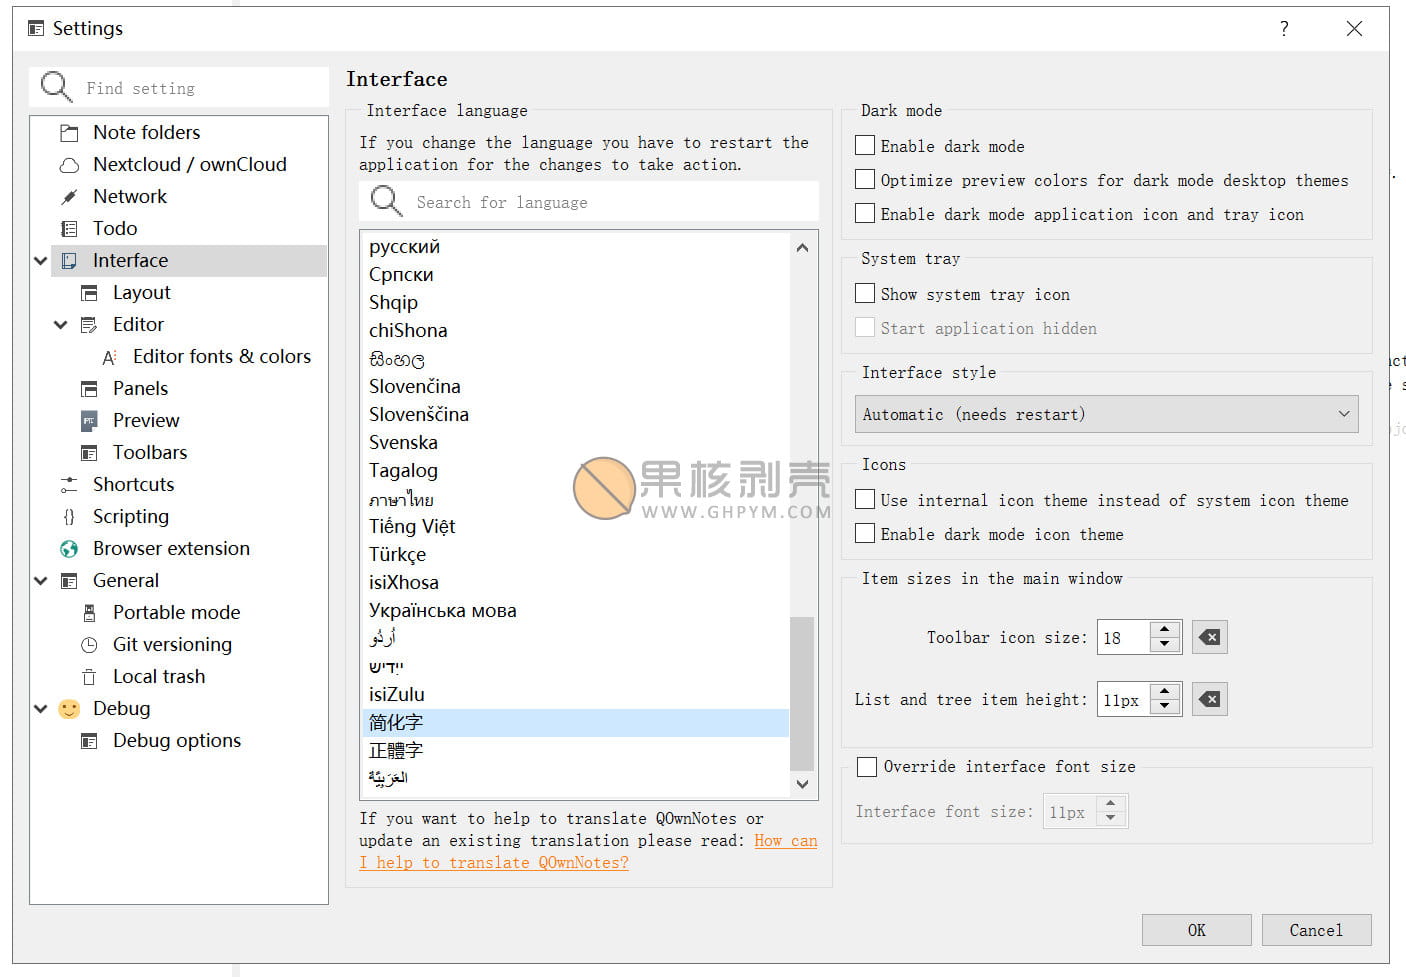 Settings
?
Find setting
Note folders
Nextcloud / ownCloud
Network
Todo
Interface
Layout
Editor
Editor fonts & colors
Panels
Preview
Toolbars
Shortcuts
Scripting
Browser extension
General
Portable mode
Git versioning
Local trash
Debug
Debug options
Interface
Interface language
If you change the language you have to restart the
application for the changes to take action.
Search for language
русский
Српски
Shqip
chiShona
සිංහල
Slovenčina
Slovenščina
Svenska
Tagalog
ภาษาไทย
Tiếng Việt
Türkçe
isiXhosa
Українська мова
اُردُو
ייִדיש
isiZulu
简化字
正體字
العَرَبِيَّة
If you want to help to translate QOwnNotes or
update an existing translation please read: How can
I help to translate QOwnNotes?
Dark mode
Enable dark mode
Optimize preview colors for dark mode desktop themes
Enable dark mode application icon and tray icon
System tray
Show system tray icon
Start application hidden
Interface style
Automatic (needs restart)
Icons
Use internal icon theme instead of system icon theme
Enable dark mode icon theme
Item sizes in the main window
Toolbar icon size: 18
List and tree item height: 11px
Override interface font size
Interface font size: 11px
OK
Cancel
果核剥壳
WWW.GHPYM.COM